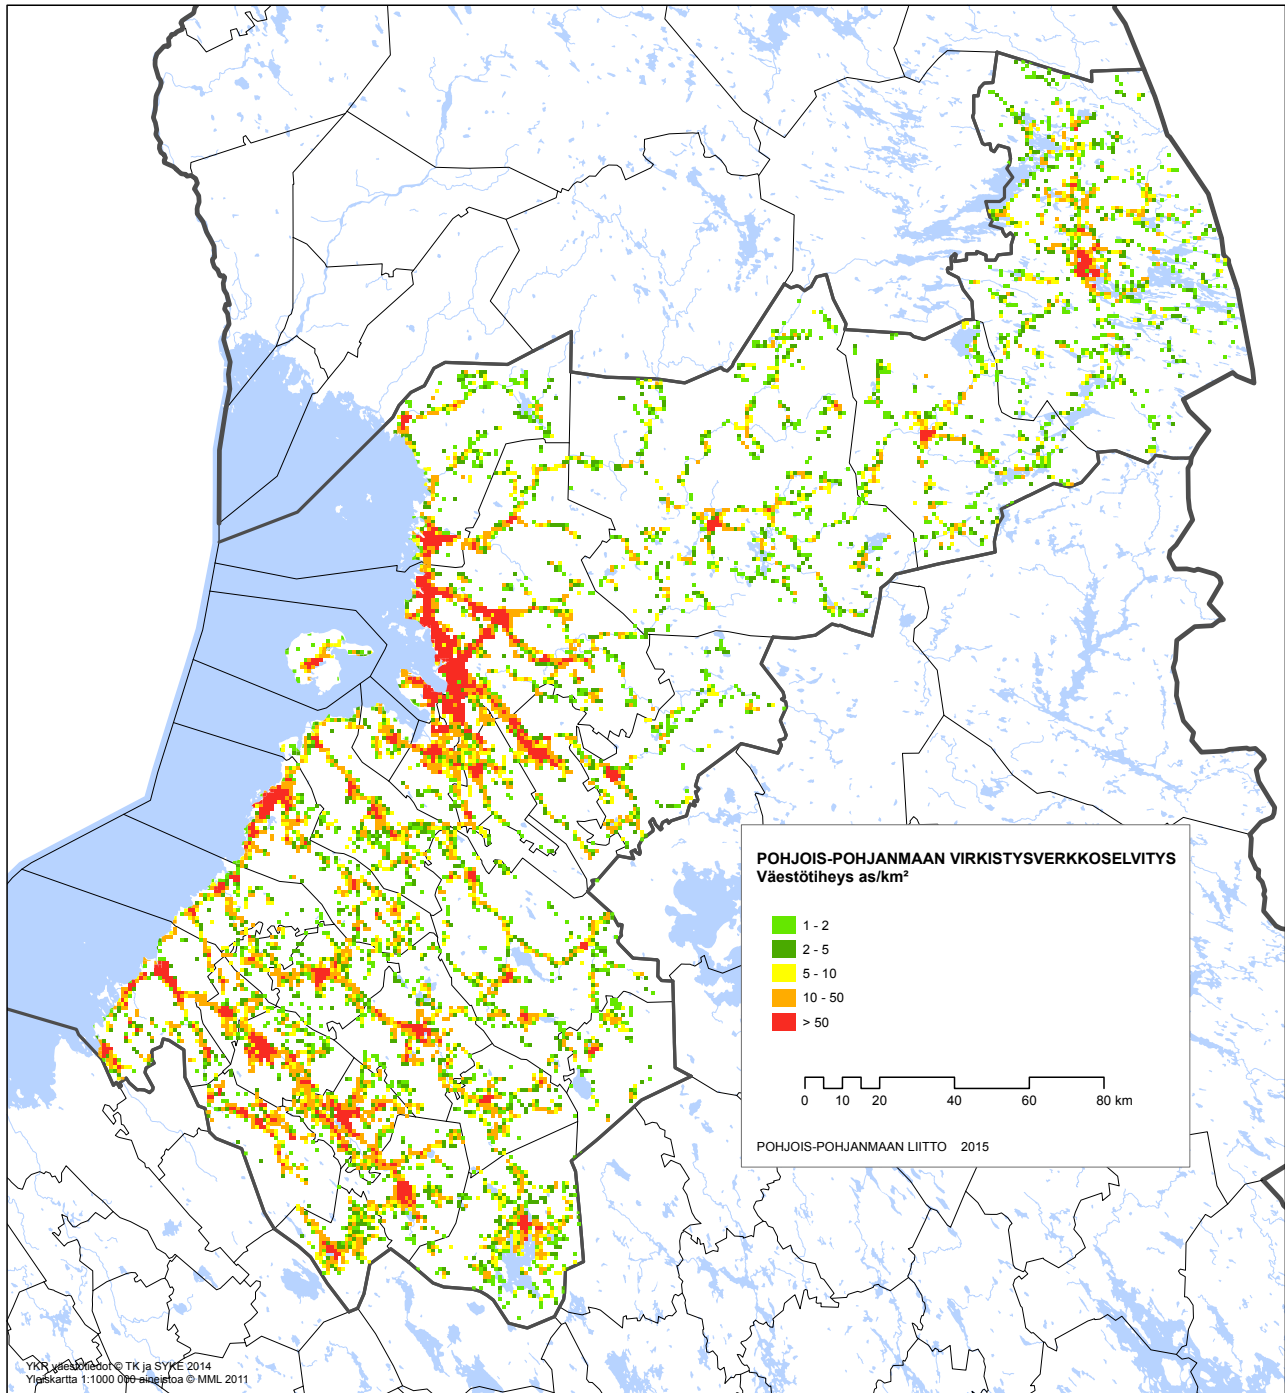 POHJOIS-POHJANMAAN VIRKISTYSVERKKOSELVITYS
Väestötiheys as/km²
1 - 2
2 - 5
5 - 10
10 - 50
> 50
0 10 20 40 60 80 km
POHJOIS-POHJANMAAN LIITTO 2015
YKR väestötiedot © TK ja SYKE 2014
Yleiskartta 1:1000 000 aineistoa © MML 2011